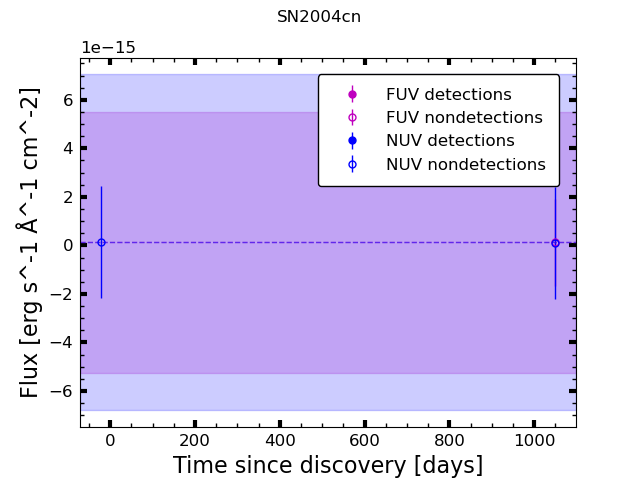 SN2004cn
1e−15
6
4
2
0
−2
−4
−6
Flux [erg s^-1 Å^-1 cm^-2]
FUV detections
FUV nondetections
NUV detections
NUV nondetections
0 200 400 600 800 1000
Time since discovery [days]